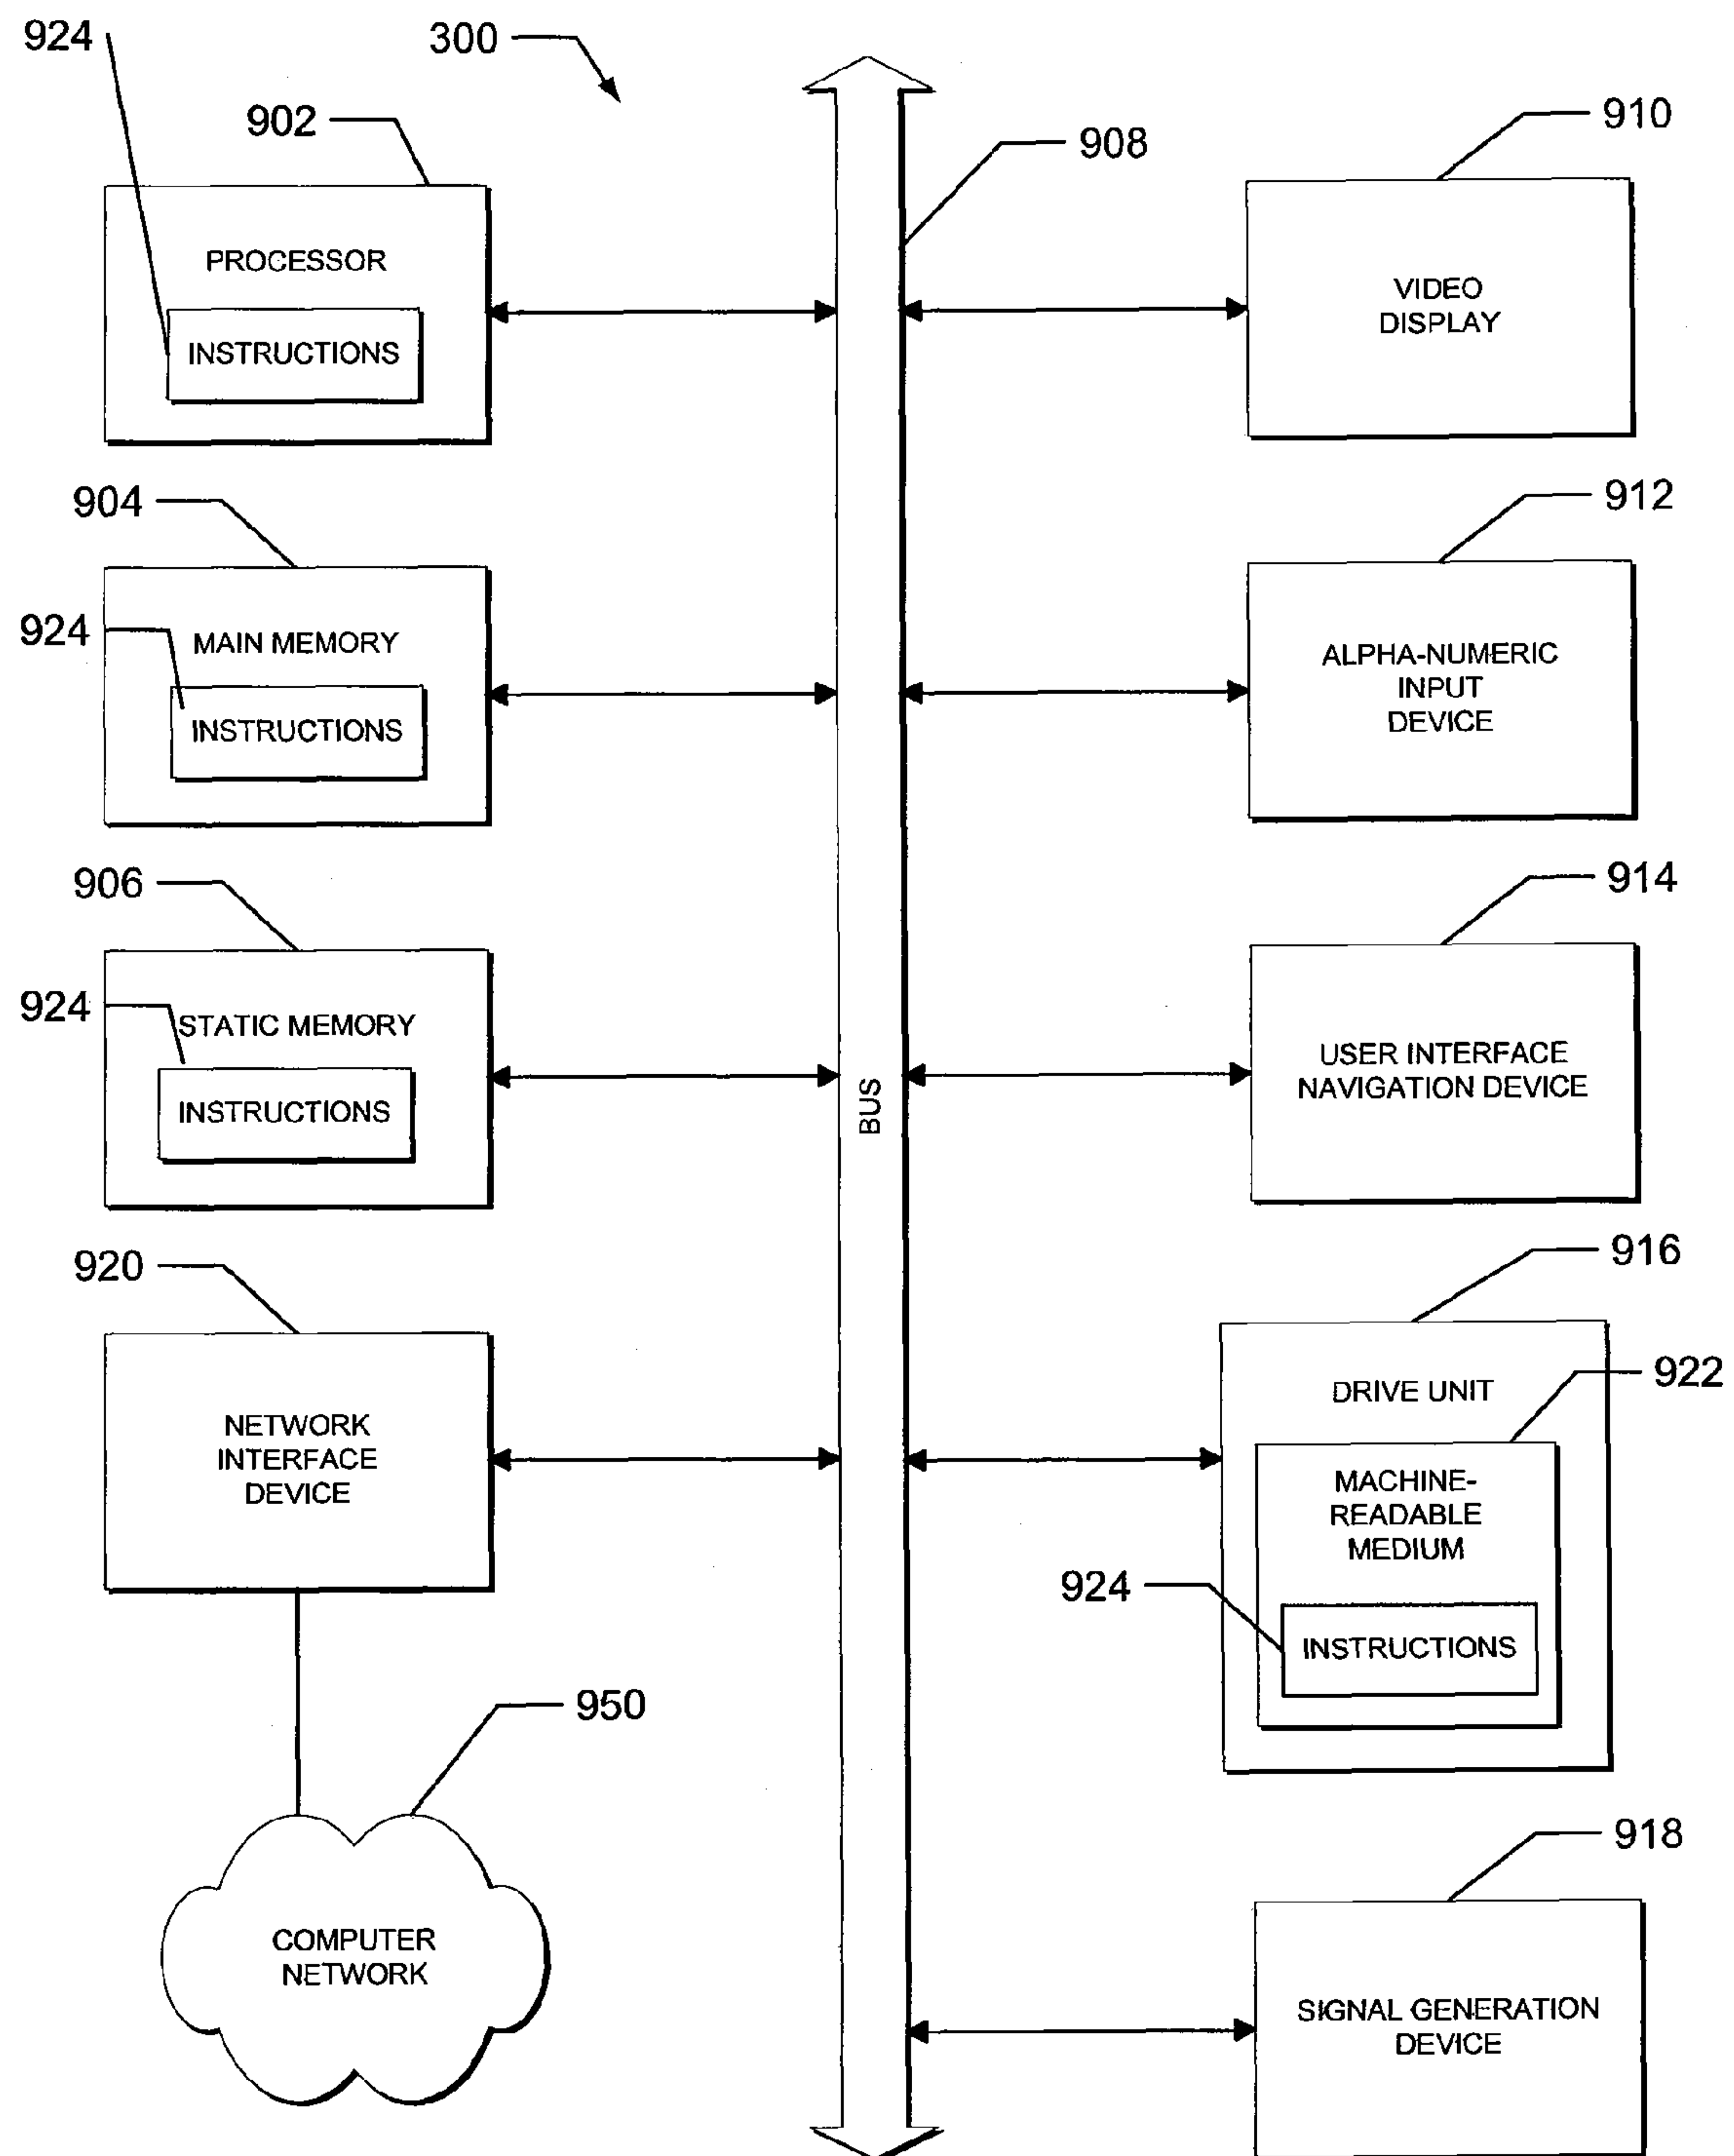 924
300
902
908
910
PROCESSOR
INSTRUCTIONS
VIDEO
DISPLAY
904
912
924
MAIN MEMORY
INSTRUCTIONS
ALPHA-NUMERIC
INPUT
DEVICE
906
914
924
STATIC MEMORY
INSTRUCTIONS
BUS
USER INTERFACE
NAVIGATION DEVICE
920
916
922
NETWORK
INTERFACE
DEVICE
DRIVE UNIT
MACHINE-
READABLE
MEDIUM
924
INSTRUCTIONS
950
918
COMPUTER
NETWORK
SIGNAL GENERATION
DEVICE